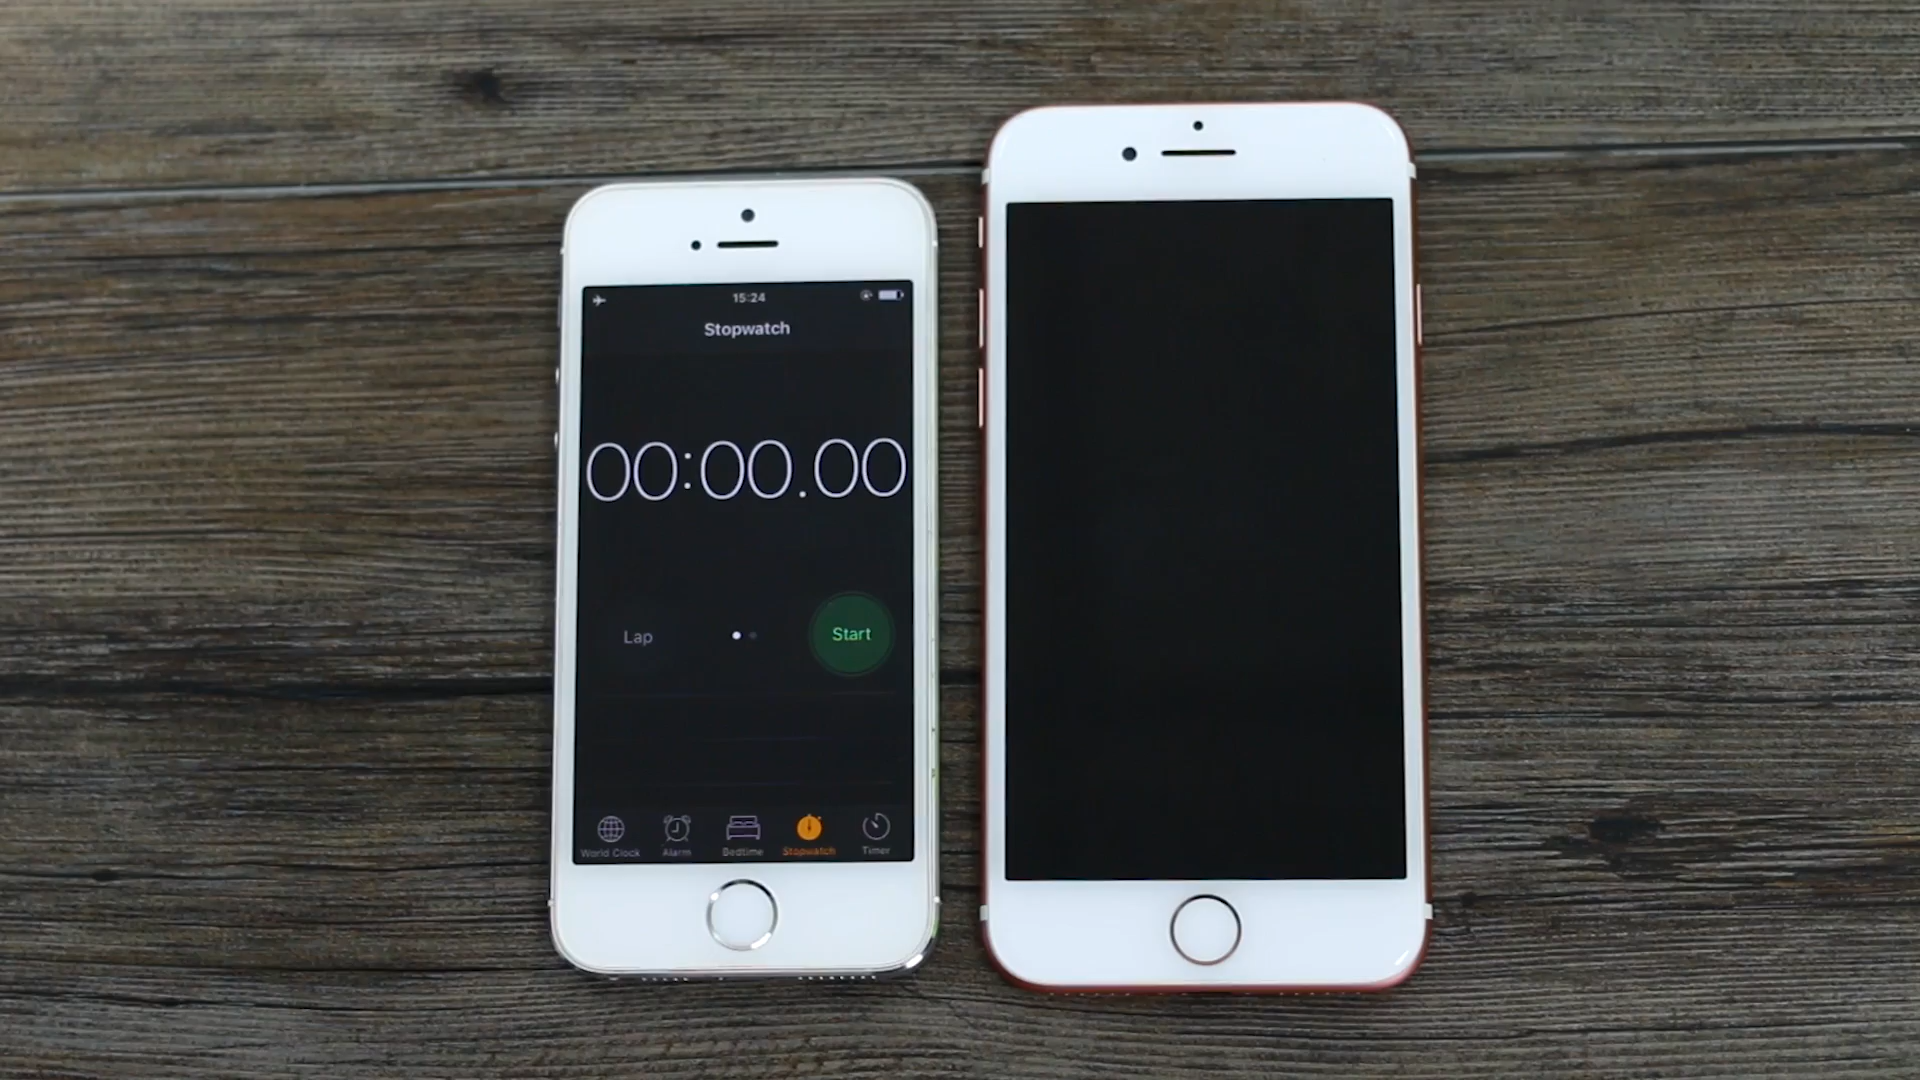 15:24
Stopwatch
00:00.00
Lap
Start
World Clock
Alarm
Bedtime
Stopwatch
Timer